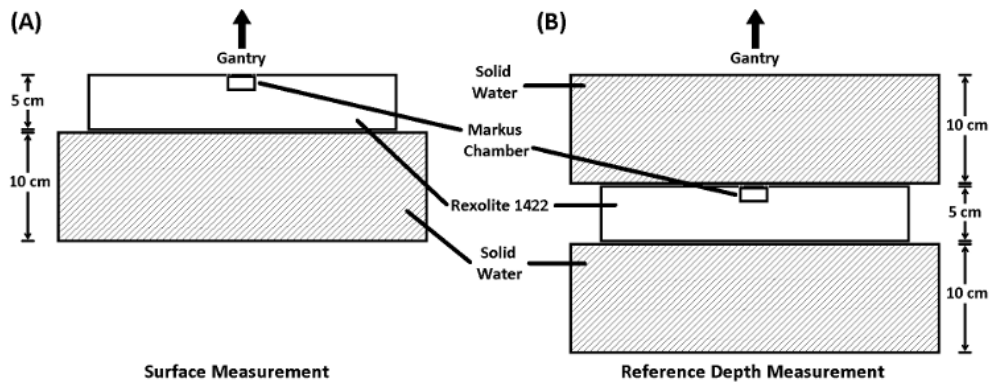 (A)
Gantry
5 cm
10 cm
Surface Measurement
Solid
Water
Markus
Chamber
Rexolite 1422
Solid
Water
(B)
Gantry
10 cm
5 cm
10 cm
Reference Depth Measurement